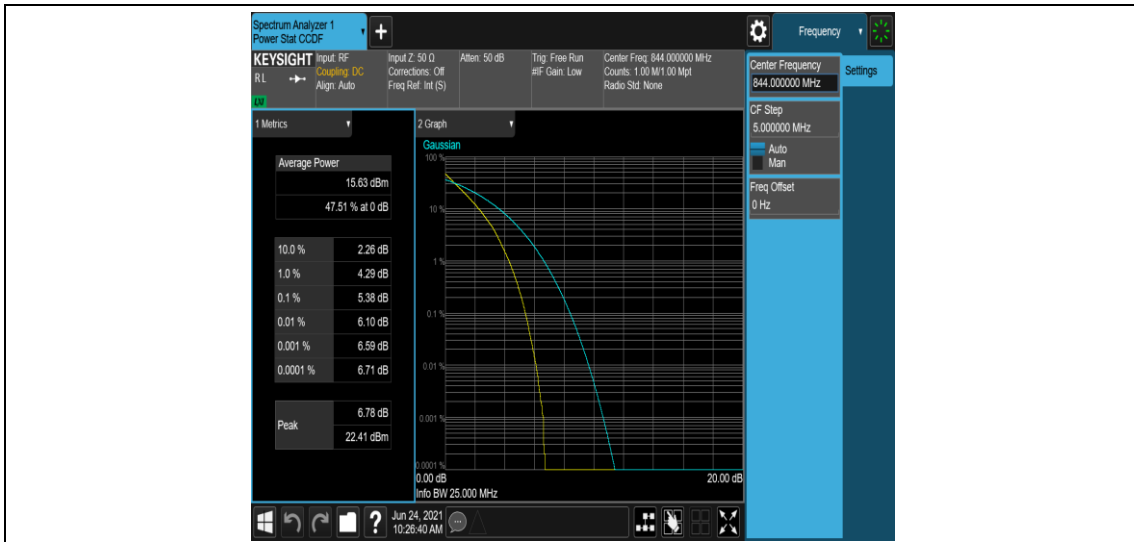 Spectrum Analyzer 1
Power Stat CCDF
Frequency
KEYSIGHT Input: RF
RL
Coupling: DC
Align: Auto
Input Z: 50 Ω
Corrections: Off
Freq Ref: Int (S)
Atten: 50 dB
Trig: Free Run
#IF Gain: Low
Center Freq: 844.000000 MHz
Counts: 1.00 M/1.00 Mpt
Radio Std: None
Center Frequency
844.000000 MHz
Settings
CF Step
5.000000 MHz
Auto
Man
Freq Offset
0 Hz
1 Metrics
Average Power
15.63 dBm
47.51 % at 0 dB
10.0 % 2.26 dB
1.0 % 4.29 dB
0.1 % 5.38 dB
0.01 % 6.10 dB
0.001 % 6.59 dB
0.0001 % 6.71 dB
Peak
6.78 dB
22.41 dBm
2 Graph
Gaussian
100 %
10 %
1 %
0.1 %
0.01 %
0.001 %
0.0001 %
0.00 dB 20.00 dB
Info BW 25.000 MHz
Jun 24, 2021
10:26:40 AM